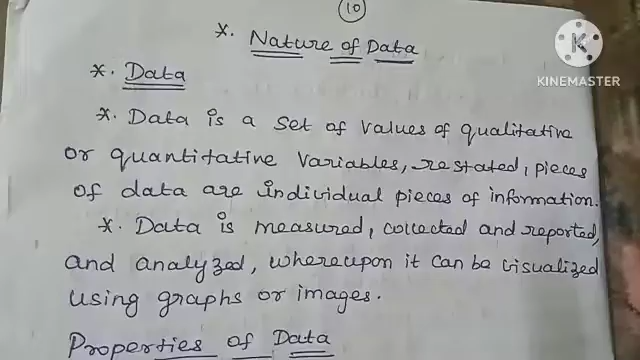 10
*. Nature of Data
K
KINEMASTER
*. Data
*. Data is a set of values of qualitative
or quantitative variables, restated, pieces
of data are individual pieces of information.
*. Data is measured, collected and reported,
and analyzed, whereupon it can be visualized
using graphs or images.
Properties of Data